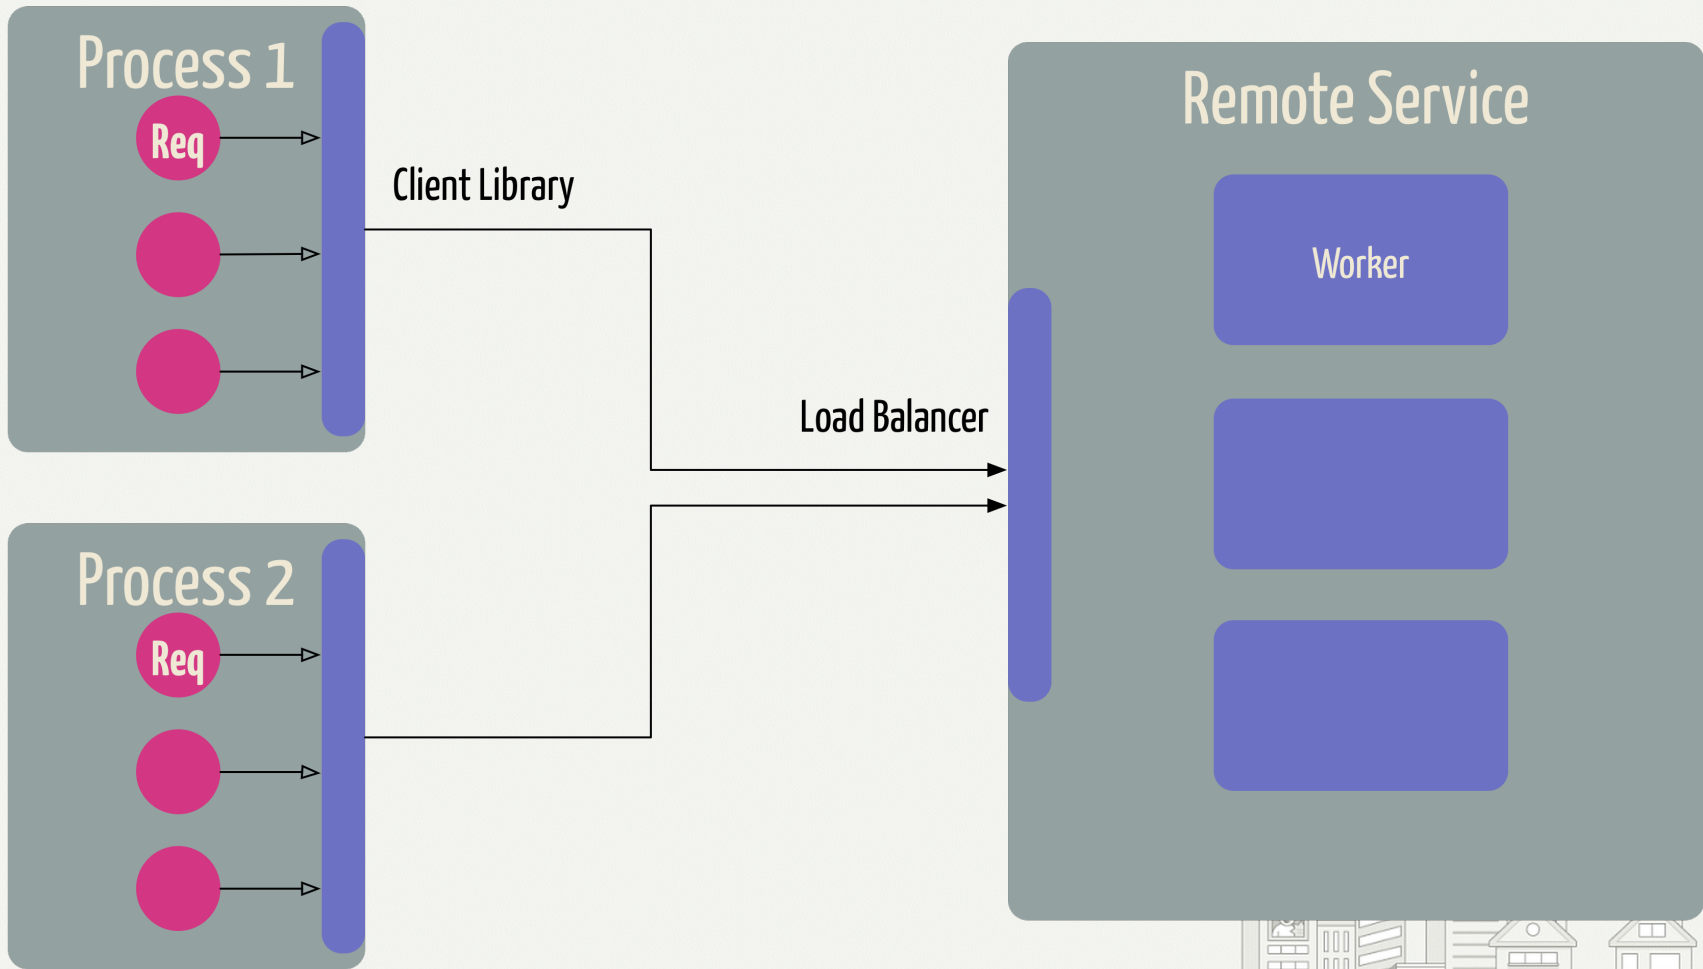 Process 1
Req
Client Library
Process 2
Req
Load Balancer
Remote Service
Worker